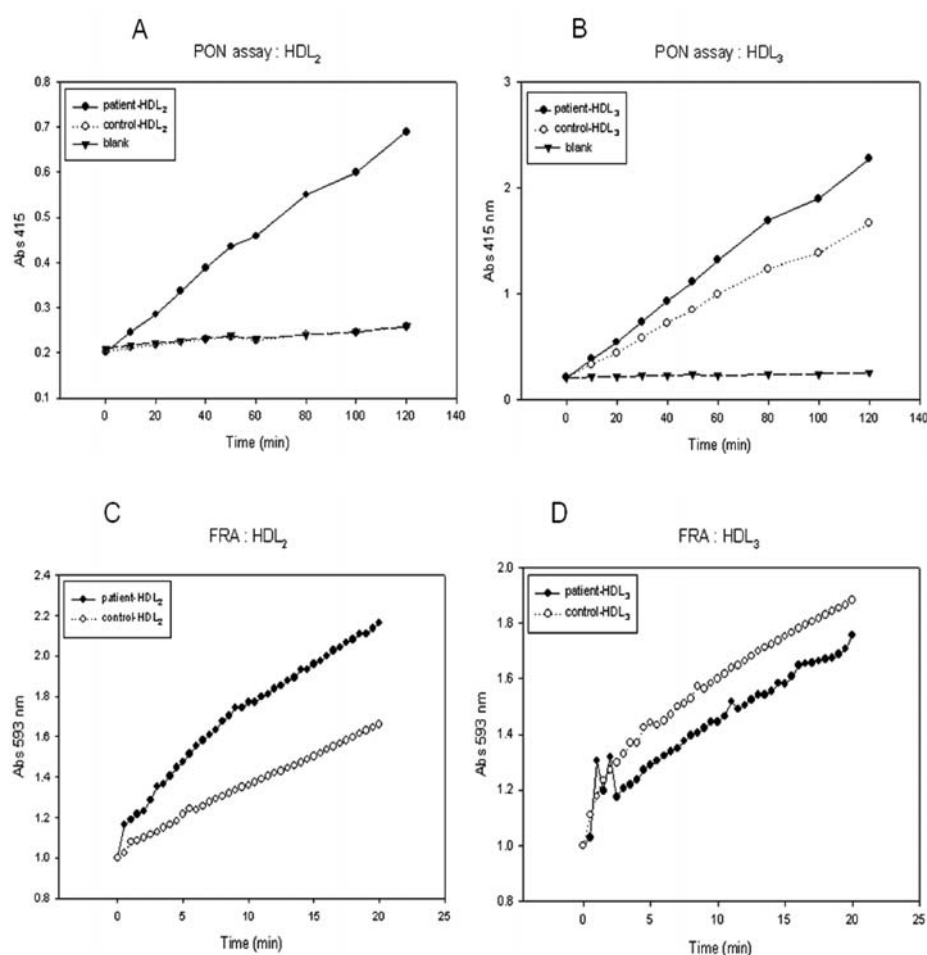 A
PON assay : HDL₂
patient-HDL₂
control-HDL₂
blank
Abs 415
0.8
0.7
0.6
0.5
0.4
0.3
0.2
0.1
0 20 40 60 80 100 120 140
Time (min)
B
PON assay : HDL₃
patient-HDL₃
control-HDL₃
blank
Abs 415 nm
3
2
1
0
0 20 40 60 80 100 120 140
Time (min)
C
FRA : HDL₂
patient-HDL₂
control-HDL₂
Abs 593 nm
2.4
2.2
2.0
1.8
1.6
1.4
1.2
1.0
0.8
0 5 10 15 20 25
Time (min)
D
FRA : HDL₃
patient-HDL₃
control-HDL₃
Abs 593 nm
2.0
1.8
1.6
1.4
1.2
1.0
0.8
0 5 10 15 20 25
Time (min)